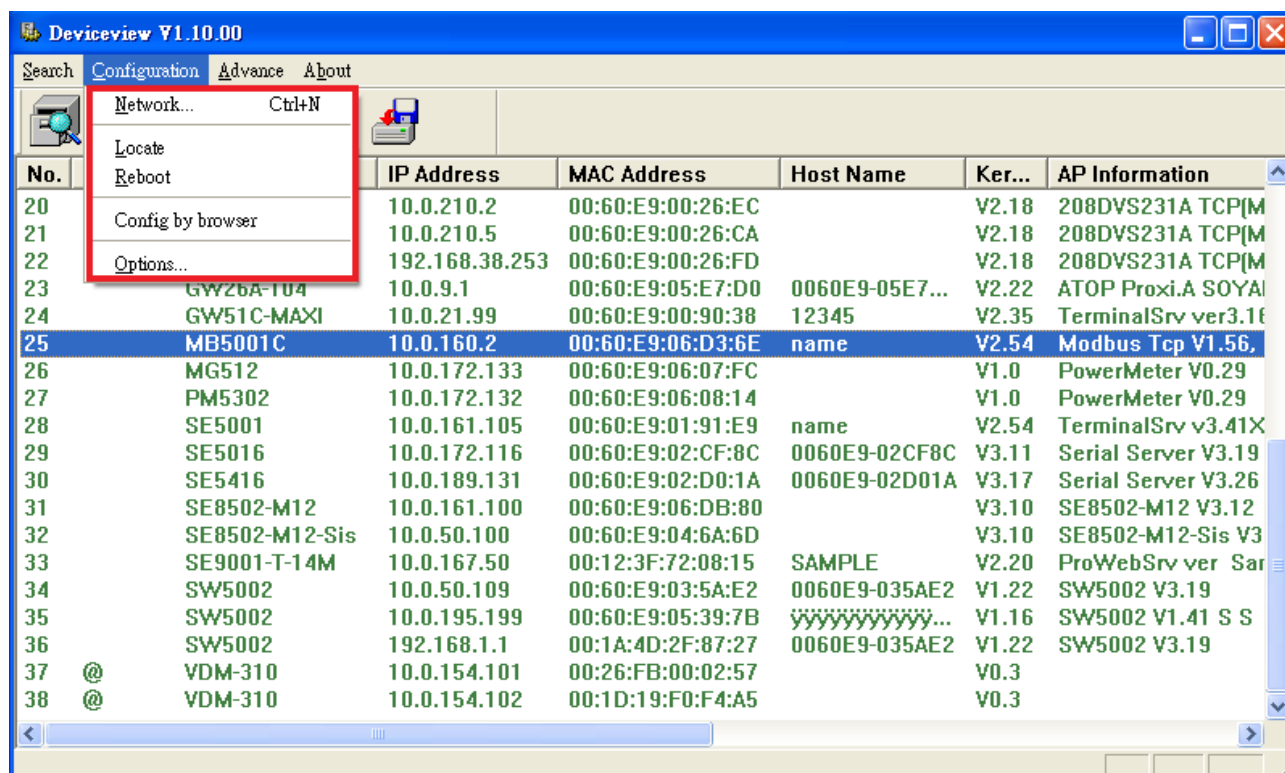 Deviceview V1.10.00
Search Configuration Advance About
Network... Ctrl+N
Locate
Reboot
Config by browser
Options...
No. IP Address MAC Address Host Name Ker... AP Information
20 10.0.210.2 00:60:E9:00:26:EC V2.18 208DVS231A TCP(M
21 10.0.210.5 00:60:E9:00:26:CA V2.18 208DVS231A TCP(M
22 192.168.38.253 00:60:E9:00:26:FD V2.18 208DVS231A TCP(M
23 GW26A-T04 10.0.9.1 00:60:E9:05:E7:D0 0060E9-05E7... V2.22 ATOP Proxi.A SOYAL
24 GW51C-MAXI 10.0.21.99 00:60:E9:00:90:38 12345 V2.35 TerminalSrv ver3.16
25 MB5001C 10.0.160.2 00:60:E9:06:D3:6E name V2.54 Modbus Tcp V1.56,
26 MG512 10.0.172.133 00:60:E9:06:07:FC V1.0 PowerMeter V0.29
27 PM5302 10.0.172.132 00:60:E9:06:08:14 V1.0 PowerMeter V0.29
28 SE5001 10.0.161.105 00:60:E9:01:91:E9 name V2.54 TerminalSrv v3.41X
29 SE5016 10.0.172.116 00:60:E9:02:CF:8C 0060E9-02CF8C V3.11 Serial Server V3.19
30 SE5416 10.0.189.131 00:60:E9:02:D0:1A 0060E9-02D01A V3.17 Serial Server V3.26
31 SE8502-M12 10.0.161.100 00:60:E9:06:DB:80 V3.10 SE8502-M12 V3.12
32 SE8502-M12-Sis 10.0.50.100 00:60:E9:04:6A:6D V3.10 SE8502-M12-Sis V3
33 SE9001-T-14M 10.0.167.50 00:12:3F:72:08:15 SAMPLE V2.20 ProWebSrv ver Sar
34 SW5002 10.0.50.109 00:60:E9:03:5A:E2 0060E9-035AE2 V1.22 SW5002 V3.19
35 SW5002 10.0.195.199 00:60:E9:05:39:7B ÿÿÿÿÿÿÿÿÿÿÿ... V1.16 SW5002 V1.41 S S
36 SW5002 192.168.1.1 00:1A:4D:2F:87:27 0060E9-035AE2 V1.22 SW5002 V3.19
37 @ VDM-310 10.0.154.101 00:26:FB:00:02:57 V0.3
38 @ VDM-310 10.0.154.102 00:1D:19:F0:F4:A5 V0.3